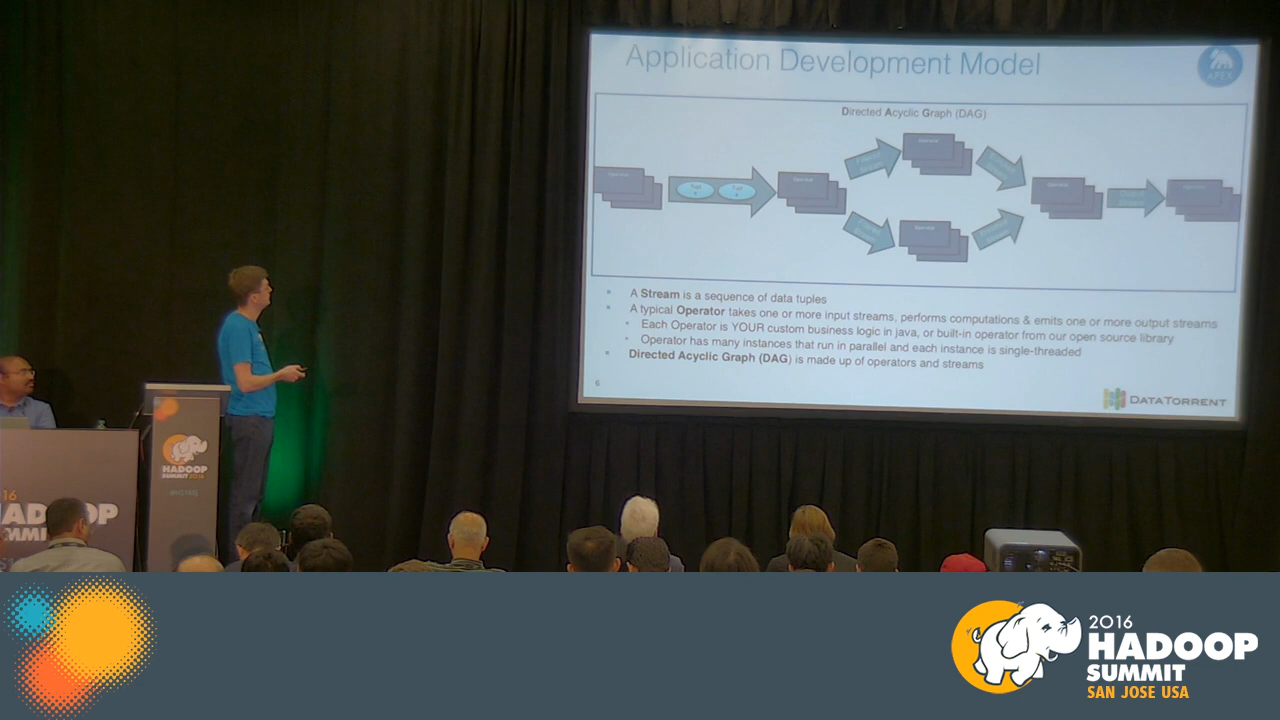 Application Development Model
APEX
Directed Acyclic Graph (DAG)
A Stream is a sequence of data tuples
A typical Operator takes one or more input streams, performs computations & emits one or more output streams
Each Operator is YOUR custom business logic in java, or built-in operator from our open source library
Operator has many instances that run in parallel and each instance is single-threaded
Directed Acyclic Graph (DAG) is made up of operators and streams
6
DATATORRENT
HADOOP
SUMMIT 2016
16
2016
HADOOP
SUMMIT
SAN JOSE USA